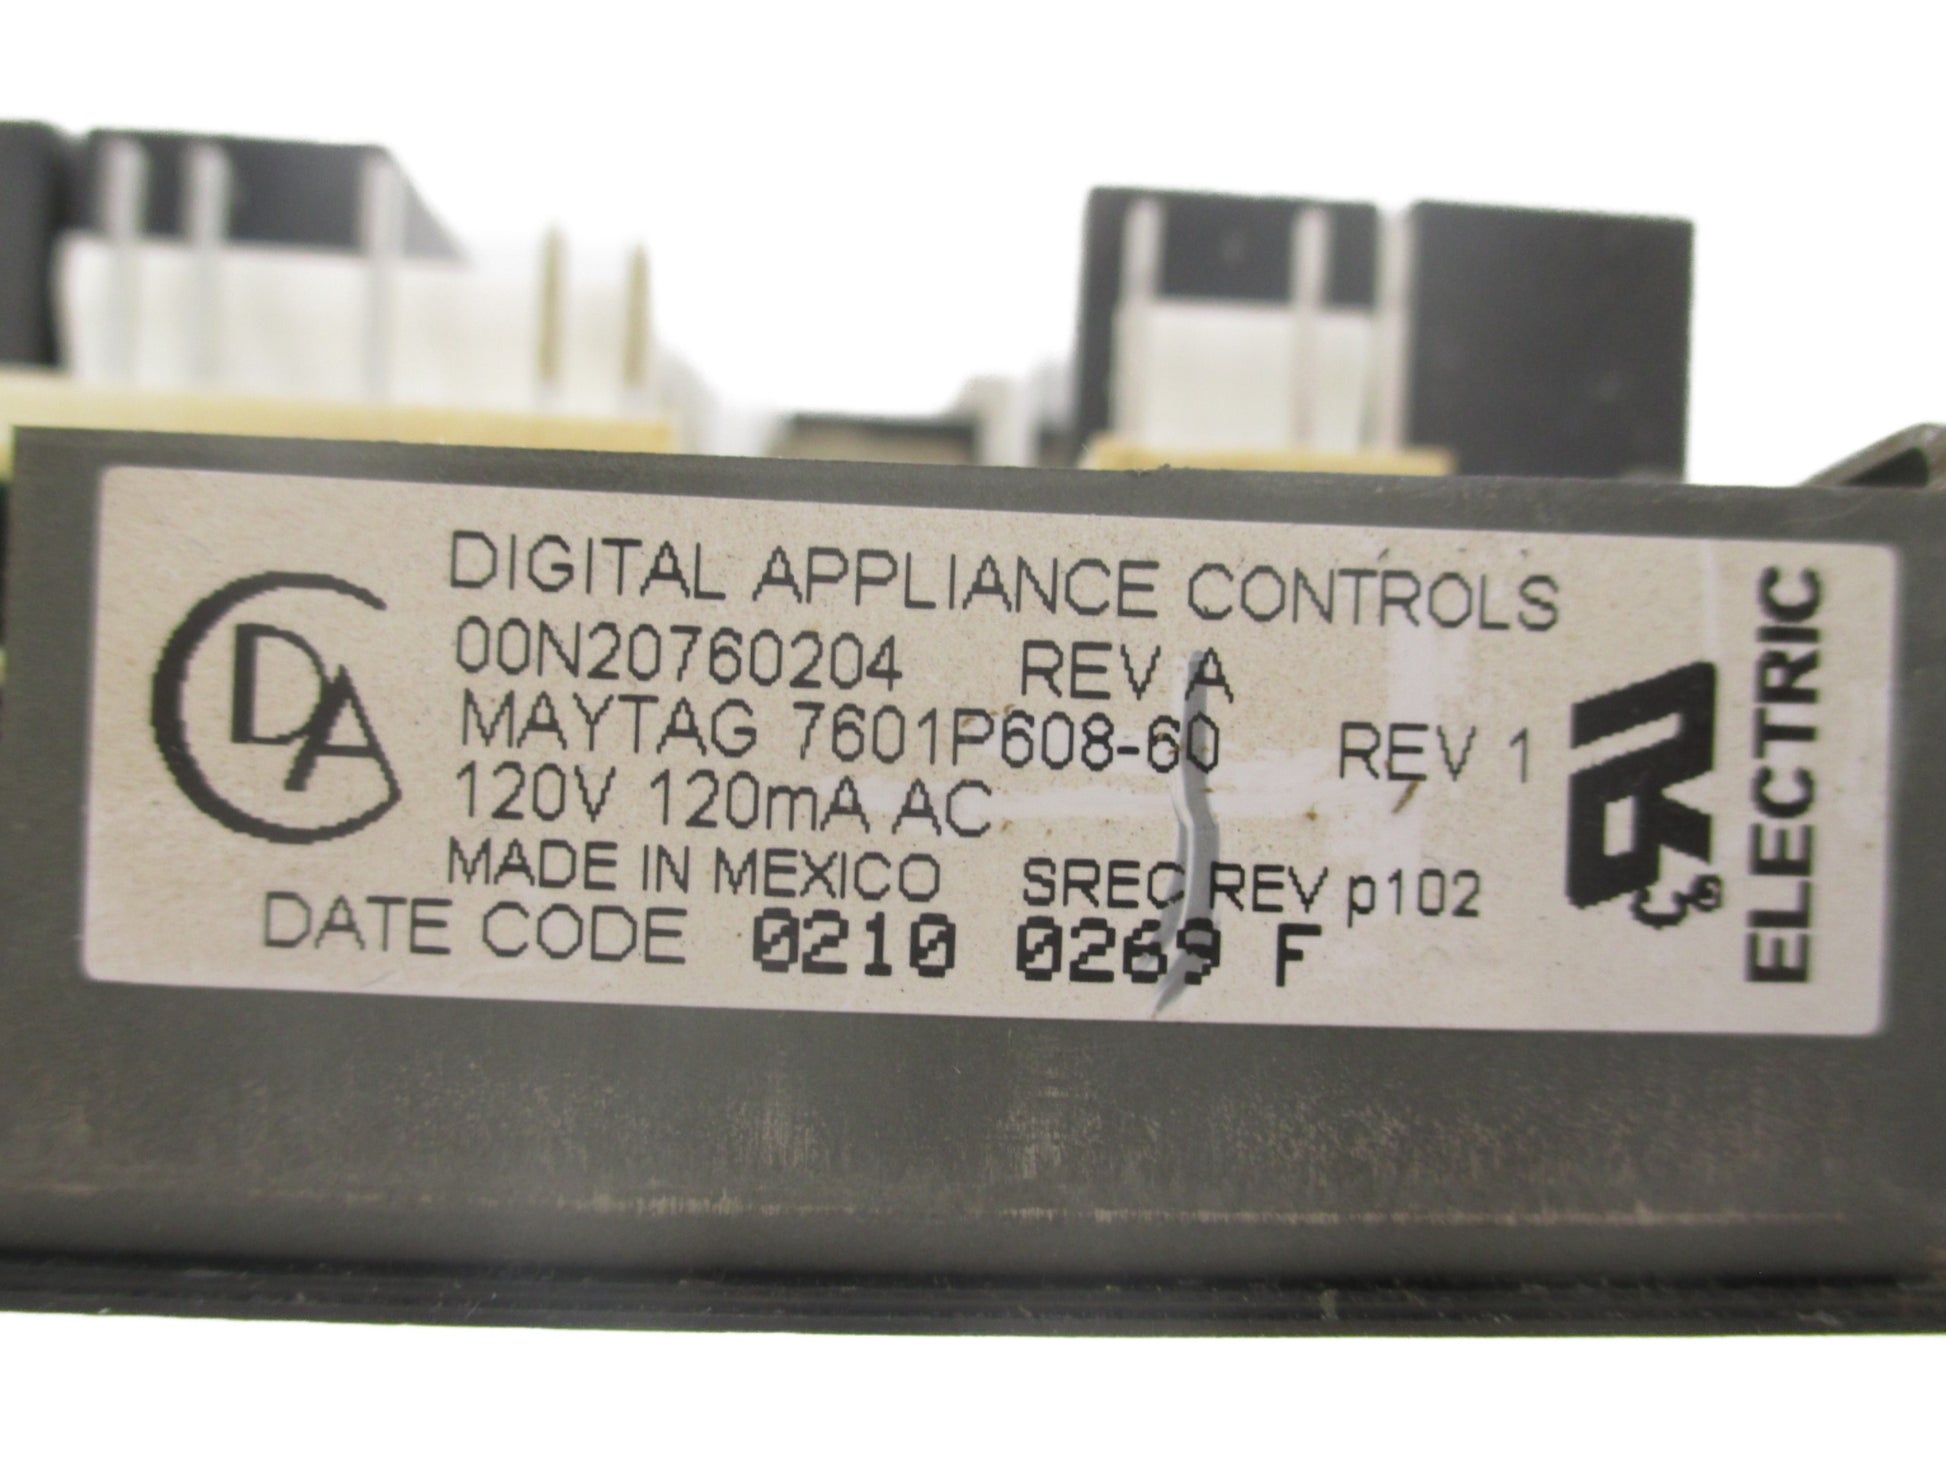 DIGITAL APPLIANCE CONTROLS
00N20760204 REV A
MAYTAG 7601P608-60 REV 1
120V 120mA AC
MADE IN MEXICO SREC REV p102
DATE CODE 0210 0269 F
DA
ELECTRIC